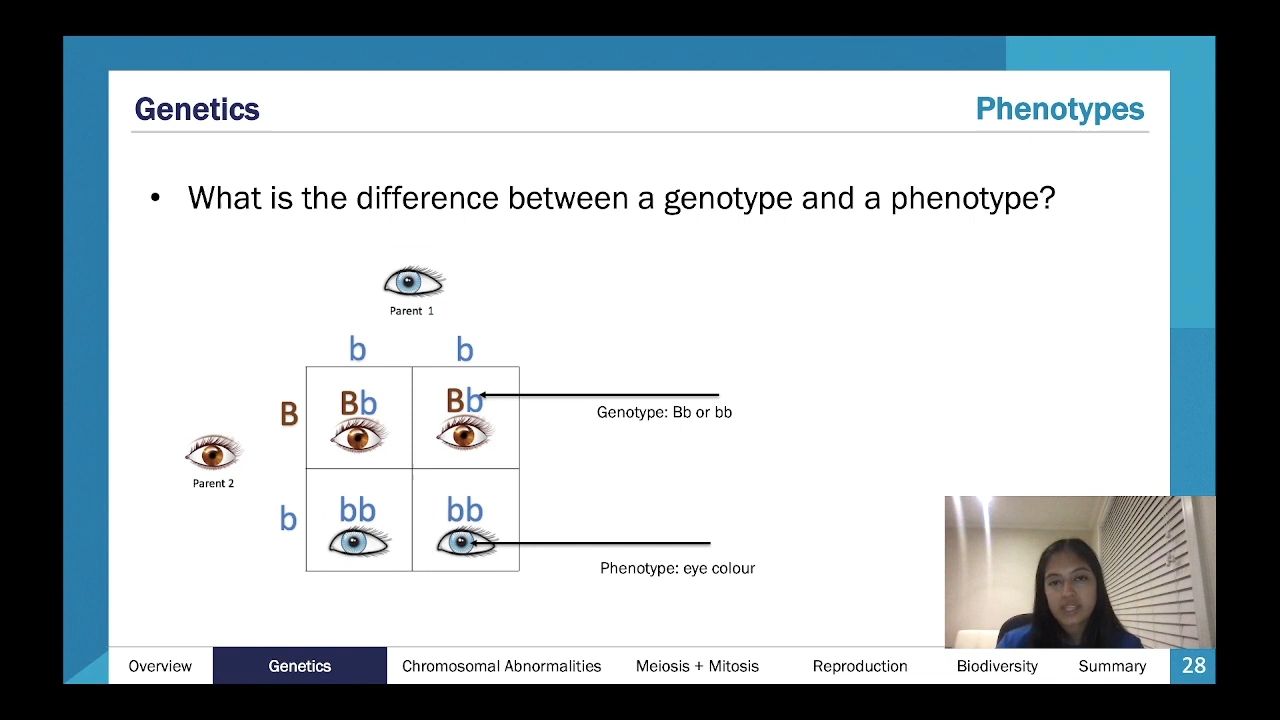 Genetics
Phenotypes
• What is the difference between a genotype and a phenotype?
Parent 1
b b
B Bb Bb
Genotype: Bb or bb
Parent 2
b bb bb
Phenotype: eye colour
Overview Genetics Chromosomal Abnormalities Meiosis + Mitosis Reproduction Biodiversity Summary 28